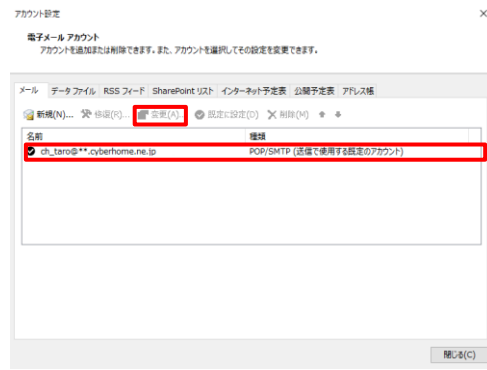 アカウント設定
電子メール アカウント
アカウントを追加または削除できます。また、アカウントを選択してその設定を変更できます。
メール データ ファイル RSS フィード SharePoint リスト インターネット予定表 公開予定表 アドレス帳
新規(N)... 修復(R)... 変更(A)... 既定に設定(D) 削除(M)
名前 種類
ch_taro@**.cyberhome.ne.jp POP/SMTP (送信で使用する既定のアカウント)
閉じる(C)